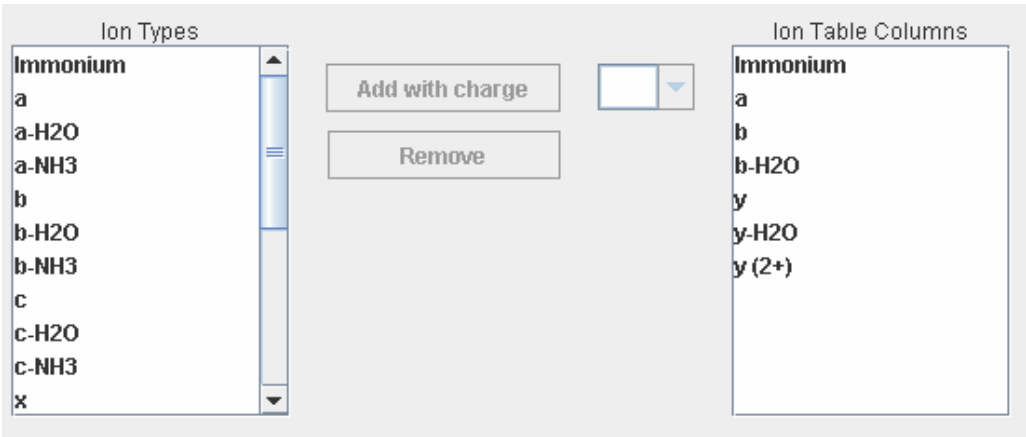 Ion Types
Immonium
a
a-H2O
a-NH3
b
b-H2O
b-NH3
c
c-H2O
c-NH3
x
Add with charge
Remove
Ion Table Columns
Immonium
a
b
b-H2O
y
y-H2O
y (2+)